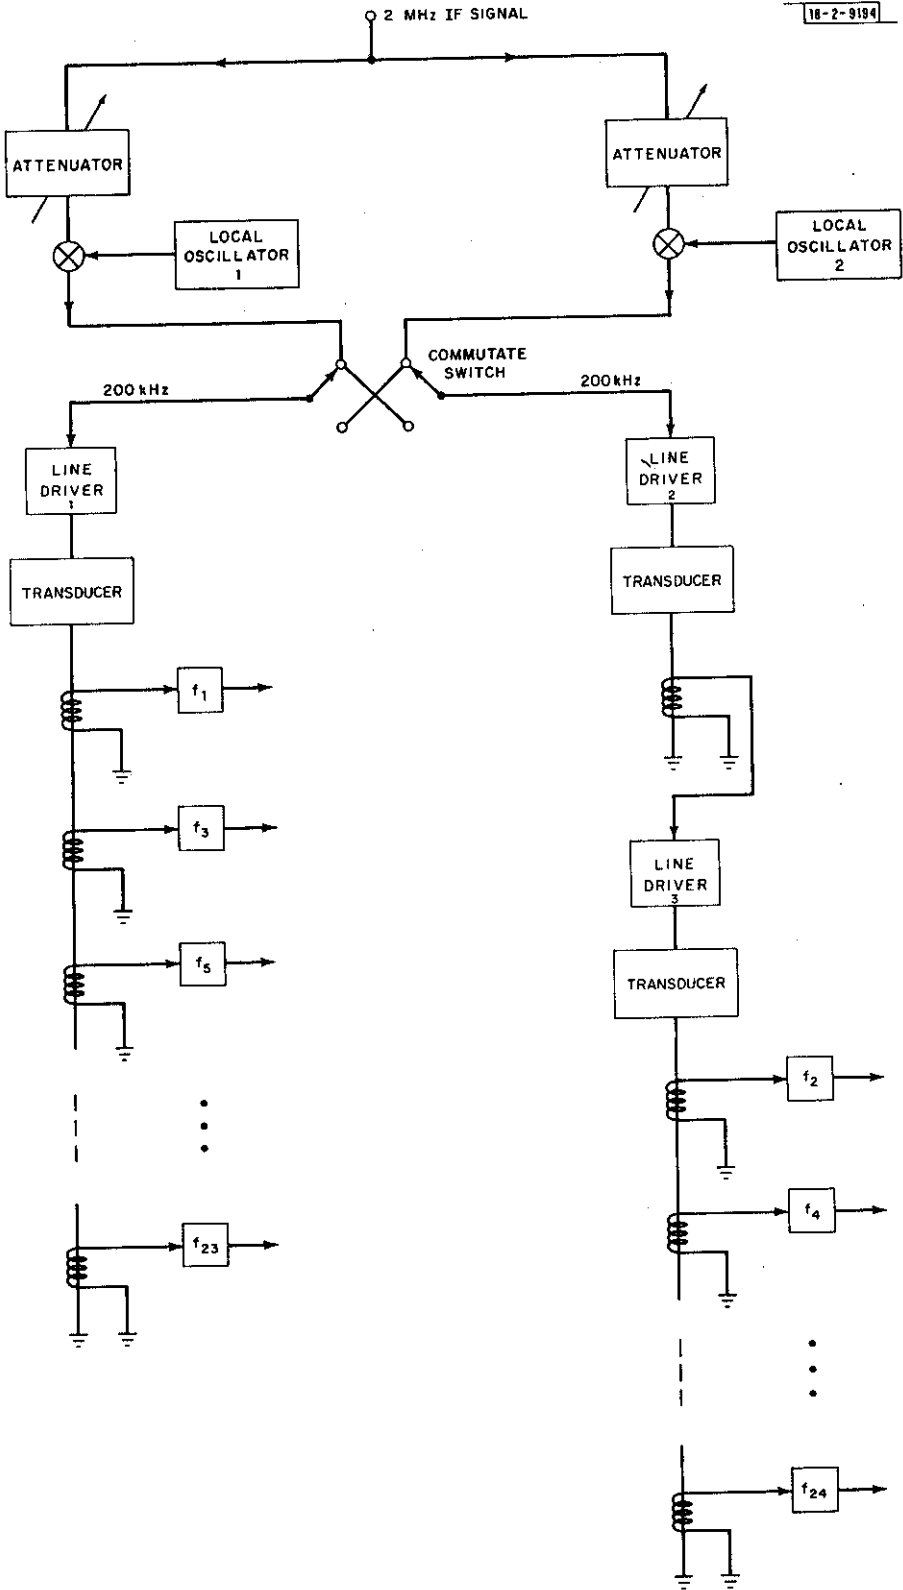 2 MHz IF SIGNAL
18-2-9194
ATTENUATOR
ATTENUATOR
LOCAL
OSCILLATOR
1
LOCAL
OSCILLATOR
2
COMMUTATE
SWITCH
200 kHz
200 kHz
LINE
DRIVER
1
LINE
DRIVER
2
TRANSDUCER
TRANSDUCER
f1
f3
LINE
DRIVER
3
f5
TRANSDUCER
f2
f4
f23
f24